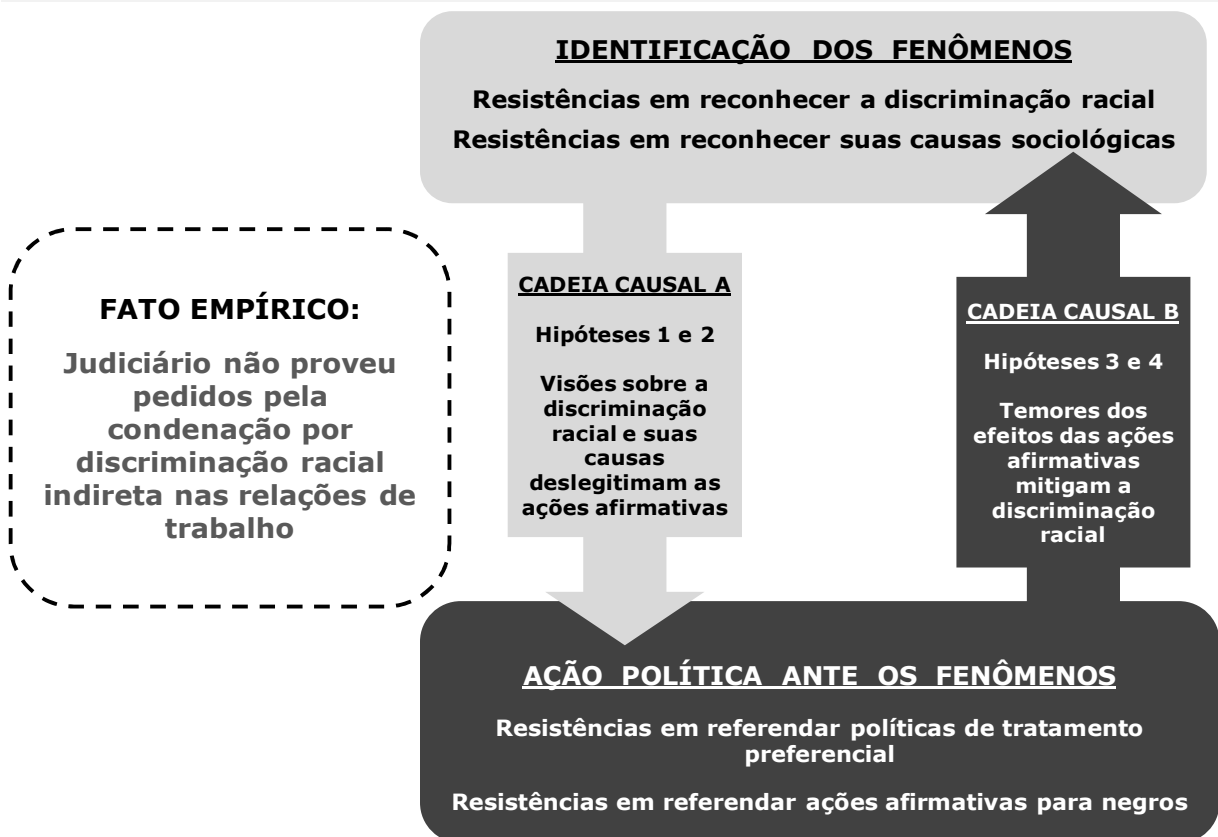 IDENTIFICAÇÃO DOS FENÔMENOS
Resistências em reconhecer a discriminação racial
Resistências em reconhecer suas causas sociológicas
FATO EMPÍRICO:
Judiciário não proveu
pedidos pela
condenação por
discriminação racial
indireta nas relações de
trabalho
CADEIA CAUSAL A
Hipóteses 1 e 2
Visões sobre a
discriminação
racial e suas
causas
deslegitimam as
ações afirmativas
CADEIA CAUSAL B
Hipóteses 3 e 4
Temores dos
efeitos das ações
afirmativas
mitigam a
discriminação
racial
AÇÃO POLÍTICA ANTE OS FENÔMENOS
Resistências em referendar políticas de tratamento
preferencial
Resistências em referendar ações afirmativas para negros